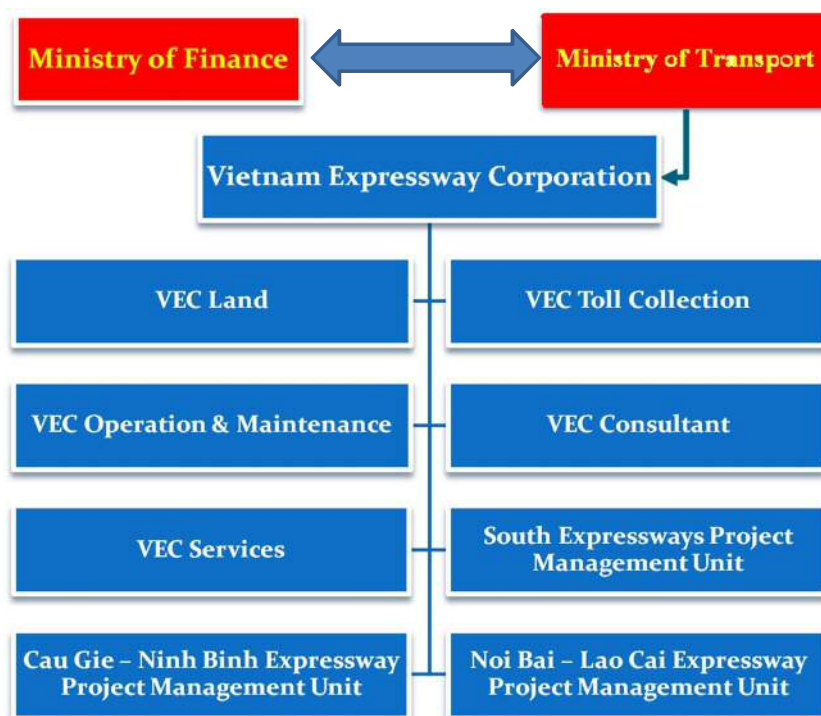 Ministry of Finance
Ministry of Transport
Vietnam Expressway Corporation
VEC Land
VEC Toll Collection
VEC Operation & Maintenance
VEC Consultant
VEC Services
South Expressways Project
Management Unit
Cau Gie – Ninh Binh Expressway
Project Management Unit
Noi Bai – Lao Cai Expressway
Project Management Unit